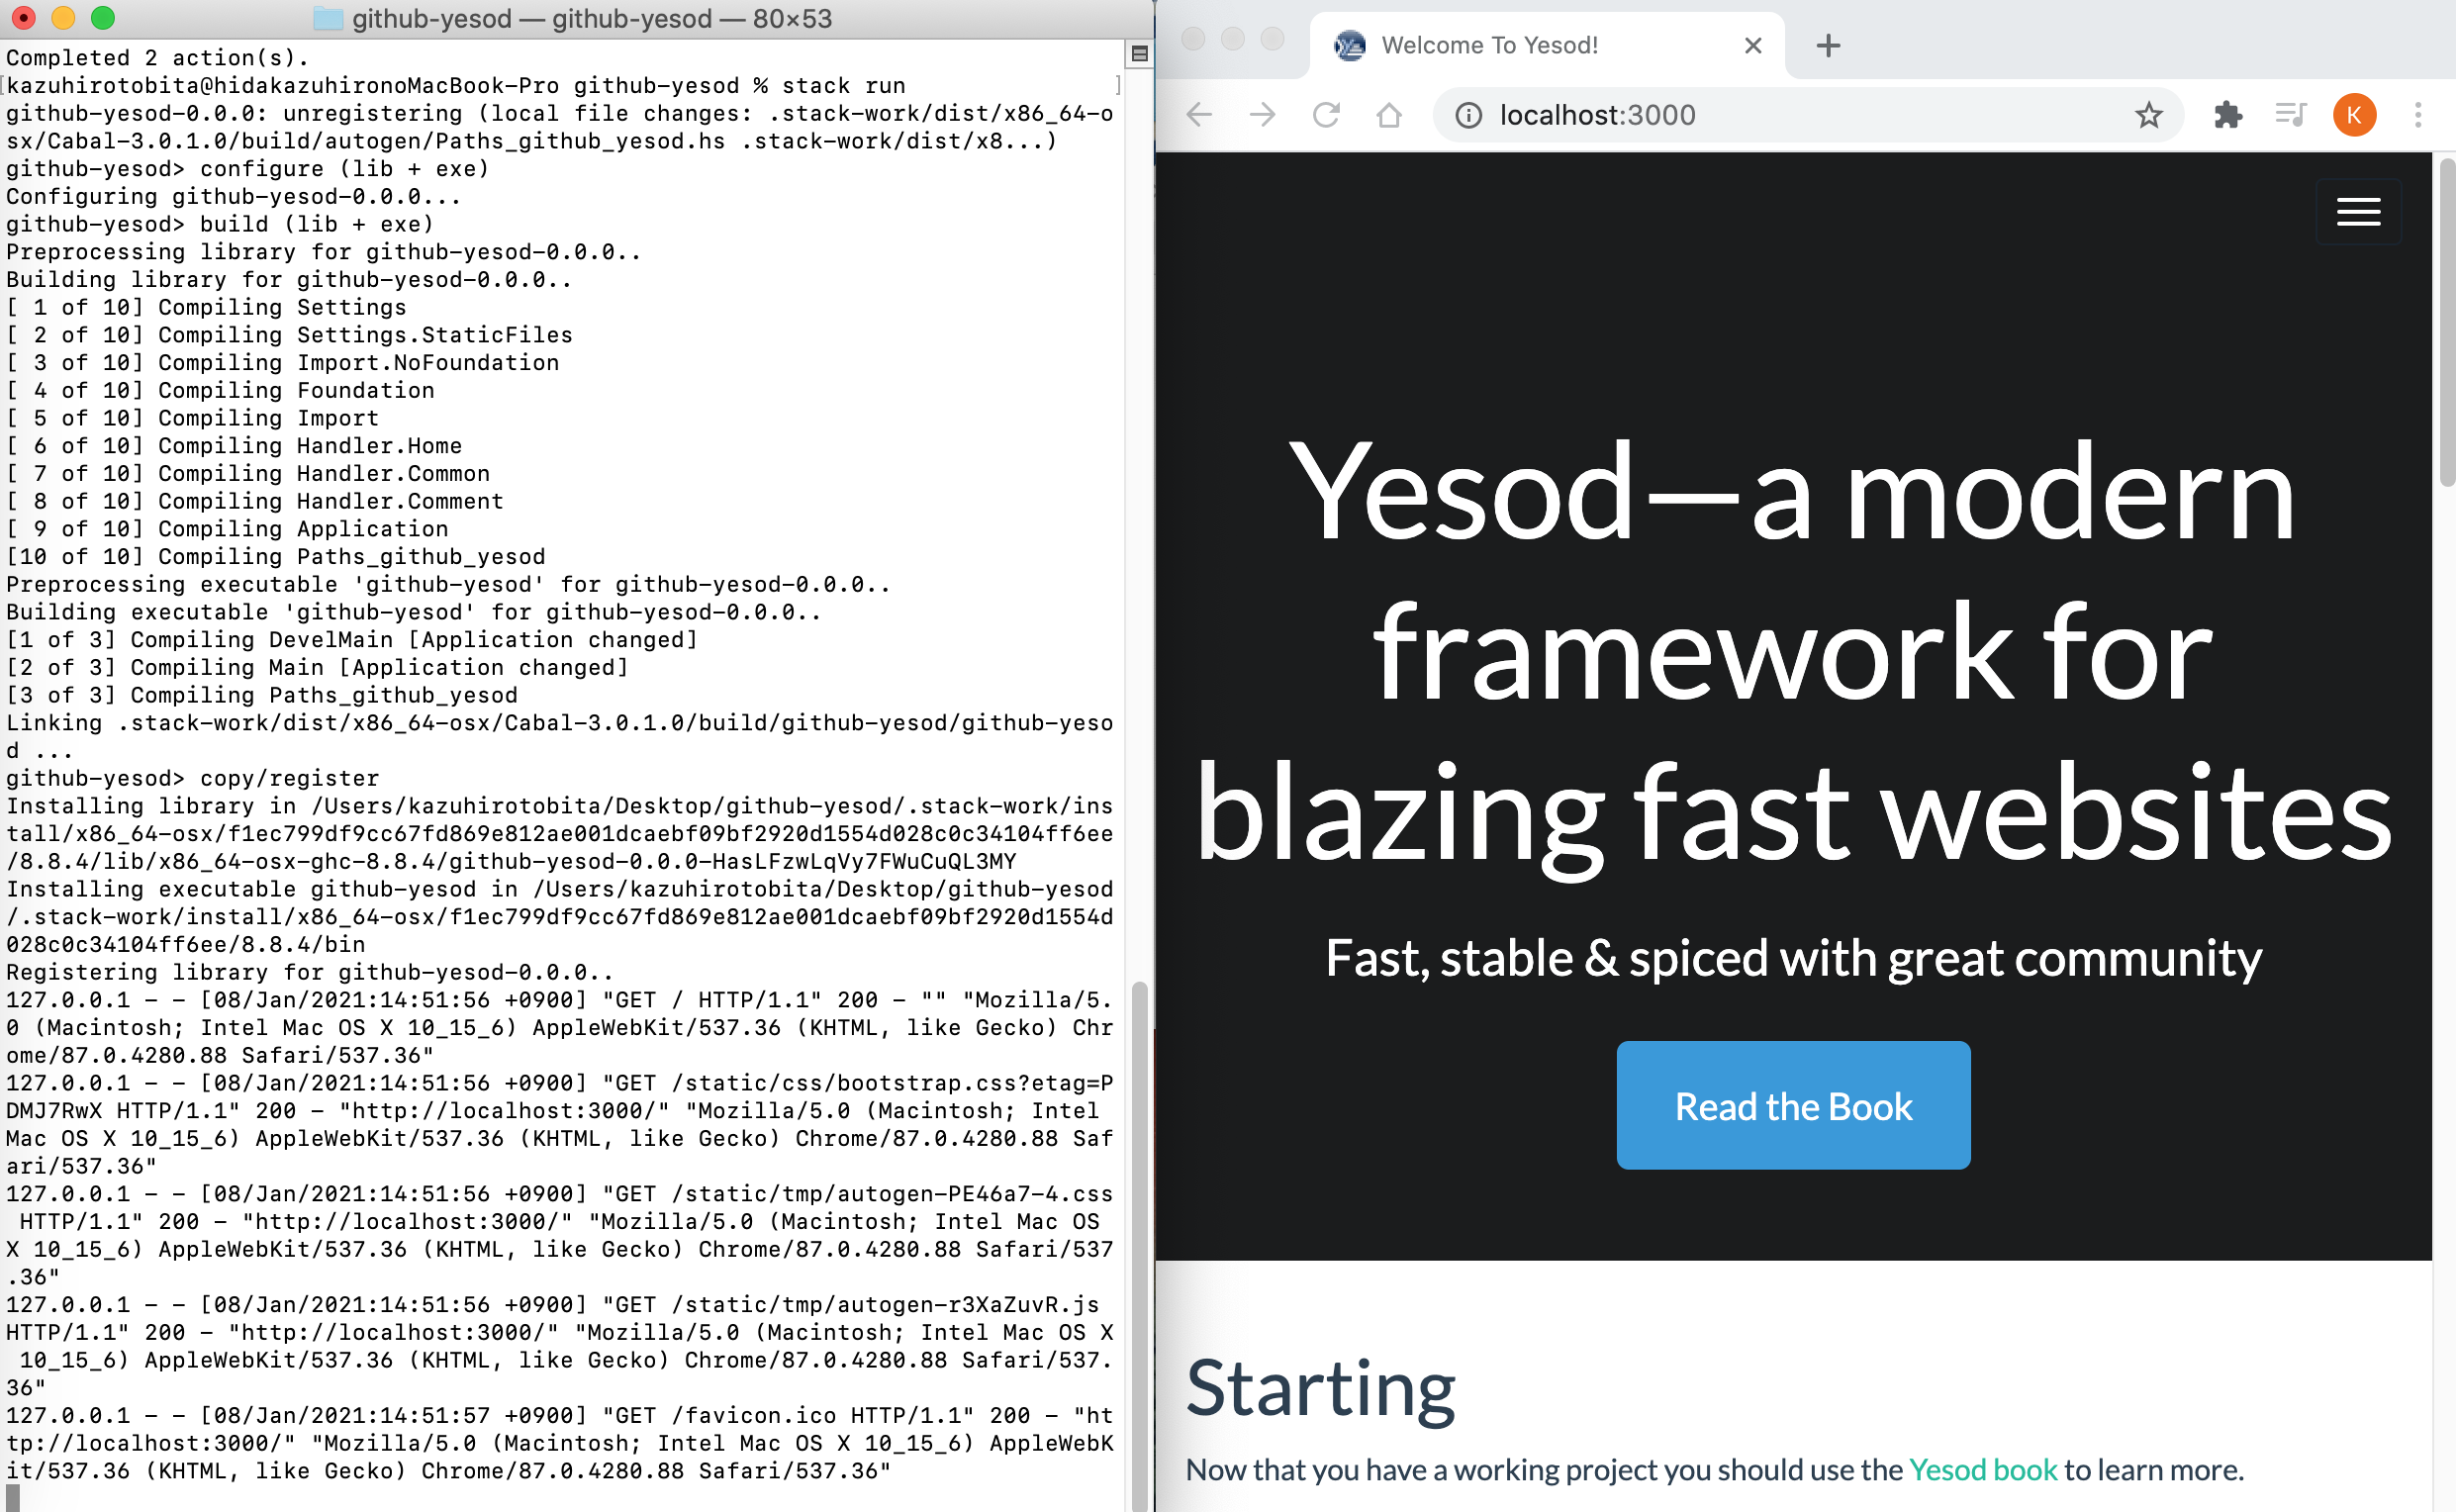 github-yesod — github-yesod — 80×53
Completed 2 action(s).
[kazuhirotobita@hidakazuhironoMacBook-Pro github-yesod % stack run ]
github-yesod-0.0.0: unregistering (local file changes: .stack-work/dist/x86_64-o
sx/Cabal-3.0.1.0/build/autogen/Paths_github_yesod.hs .stack-work/dist/x8...)
github-yesod> configure (lib + exe)
Configuring github-yesod-0.0.0...
github-yesod> build (lib + exe)
Preprocessing library for github-yesod-0.0.0..
Building library for github-yesod-0.0.0..
[ 1 of 10] Compiling Settings
[ 2 of 10] Compiling Settings.StaticFiles
[ 3 of 10] Compiling Import.NoFoundation
[ 4 of 10] Compiling Foundation
[ 5 of 10] Compiling Import
[ 6 of 10] Compiling Handler.Home
[ 7 of 10] Compiling Handler.Common
[ 8 of 10] Compiling Handler.Comment
[ 9 of 10] Compiling Application
[10 of 10] Compiling Paths_github_yesod
Preprocessing executable 'github-yesod' for github-yesod-0.0.0..
Building executable 'github-yesod' for github-yesod-0.0.0..
[1 of 3] Compiling DevelMain [Application changed]
[2 of 3] Compiling Main [Application changed]
[3 of 3] Compiling Paths_github_yesod
Linking .stack-work/dist/x86_64-osx/Cabal-3.0.1.0/build/github-yesod/github-yeso
d ...
github-yesod> copy/register
Installing library in /Users/kazuhirotobita/Desktop/github-yesod/.stack-work/ins
tall/x86_64-osx/f1ec799df9cc67fd869e812ae001dcaebf09bf2920d1554d028c0c34104ff6ee
/8.8.4/lib/x86_64-osx-ghc-8.8.4/github-yesod-0.0.0-HasLFzwLqVy7FWuCuQL3MY
Installing executable github-yesod in /Users/kazuhirotobita/Desktop/github-yesod
/.stack-work/install/x86_64-osx/f1ec799df9cc67fd869e812ae001dcaebf09bf2920d1554d
028c0c34104ff6ee/8.8.4/bin
Registering library for github-yesod-0.0.0..
127.0.0.1 - - [08/Jan/2021:14:51:56 +0900] "GET / HTTP/1.1" 200 - "" "Mozilla/5.
0 (Macintosh; Intel Mac OS X 10_15_6) AppleWebKit/537.36 (KHTML, like Gecko) Chr
ome/87.0.4280.88 Safari/537.36"
127.0.0.1 - - [08/Jan/2021:14:51:56 +0900] "GET /static/css/bootstrap.css?etag=P
DMJ7RwX HTTP/1.1" 200 - "http://localhost:3000/" "Mozilla/5.0 (Macintosh; Intel
Mac OS X 10_15_6) AppleWebKit/537.36 (KHTML, like Gecko) Chrome/87.0.4280.88 Saf
ari/537.36"
127.0.0.1 - - [08/Jan/2021:14:51:56 +0900] "GET /static/tmp/autogen-PE46a7-4.css
 HTTP/1.1" 200 - "http://localhost:3000/" "Mozilla/5.0 (Macintosh; Intel Mac OS
X 10_15_6) AppleWebKit/537.36 (KHTML, like Gecko) Chrome/87.0.4280.88 Safari/537
.36"
127.0.0.1 - - [08/Jan/2021:14:51:56 +0900] "GET /static/tmp/autogen-r3XaZuvR.js
HTTP/1.1" 200 - "http://localhost:3000/" "Mozilla/5.0 (Macintosh; Intel Mac OS X
 10_15_6) AppleWebKit/537.36 (KHTML, like Gecko) Chrome/87.0.4280.88 Safari/537.
36"
127.0.0.1 - - [08/Jan/2021:14:51:57 +0900] "GET /favicon.ico HTTP/1.1" 200 - "ht
tp://localhost:3000/" "Mozilla/5.0 (Macintosh; Intel Mac OS X 10_15_6) AppleWebK
it/537.36 (KHTML, like Gecko) Chrome/87.0.4280.88 Safari/537.36"
Welcome To Yesod!
localhost:3000
K
Yesod—a modern
framework for
blazing fast websites
Fast, stable & spiced with great community
Read the Book
Starting
Now that you have a working project you should use the Yesod book to learn more.